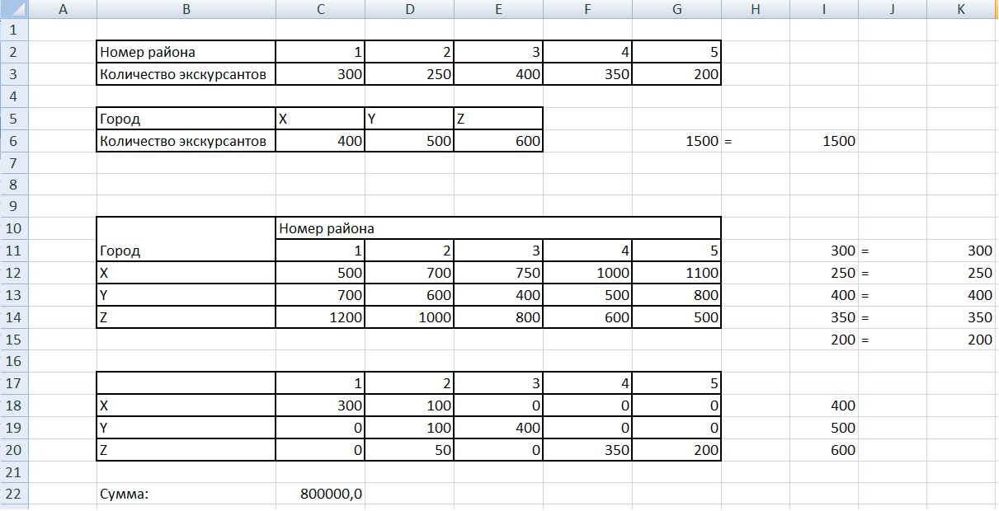 A B C D E F G H I J K
1
2 Номер района 1 2 3 4 5
3 Количество экскурсантов 300 250 400 350 200
4
5 Город X Y Z
6 Количество экскурсантов 400 500 600 1500 = 1500
7
8
9
10 Номер района
11 Город 1 2 3 4 5 300 = 300
12 X 500 700 750 1000 1100 250 = 250
13 Y 700 600 400 500 800 400 = 400
14 Z 1200 1000 800 600 500 350 = 350
15 200 = 200
16
17 1 2 3 4 5
18 X 300 100 0 0 0 400
19 Y 0 100 400 0 0 500
20 Z 0 50 0 350 200 600
21
22 Сумма: 800000,0